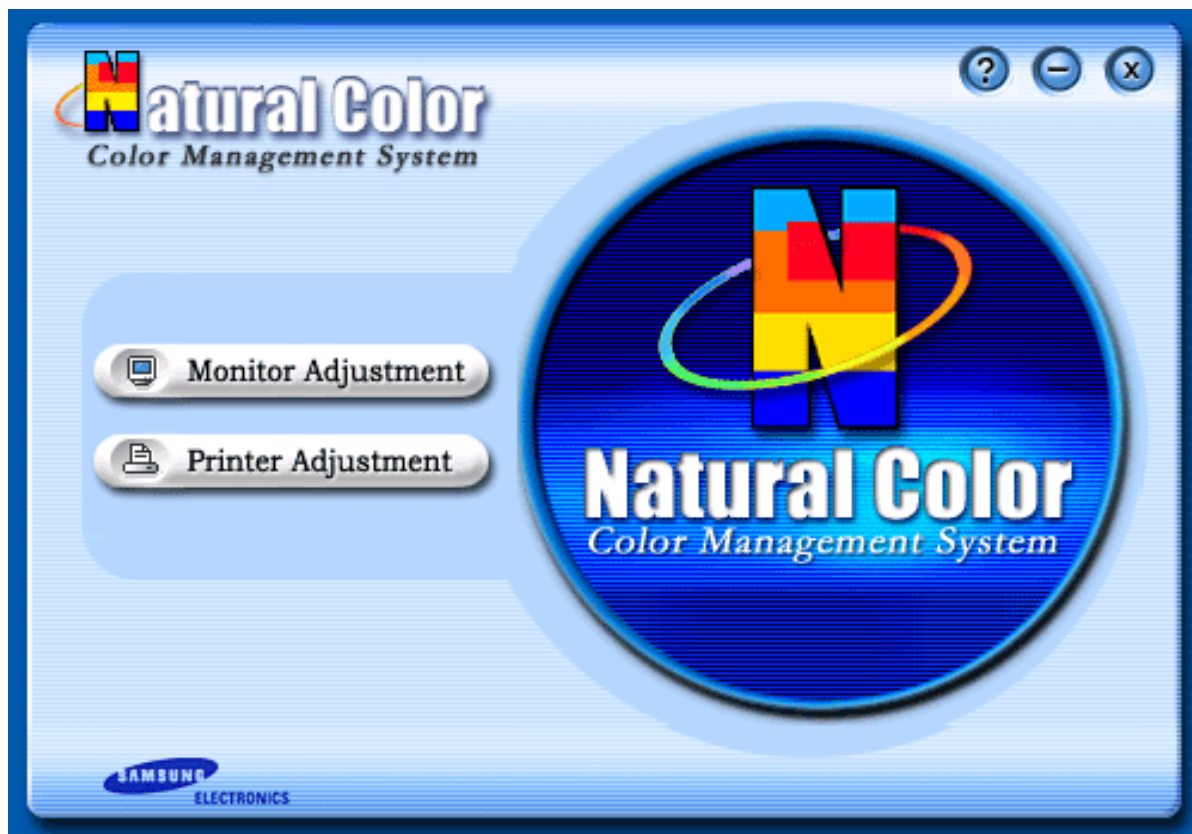 Natural Color
Color Management System
?
Monitor Adjustment
Printer Adjustment
N
Natural Color
Color Management System
SAMSUNG
ELECTRONICS